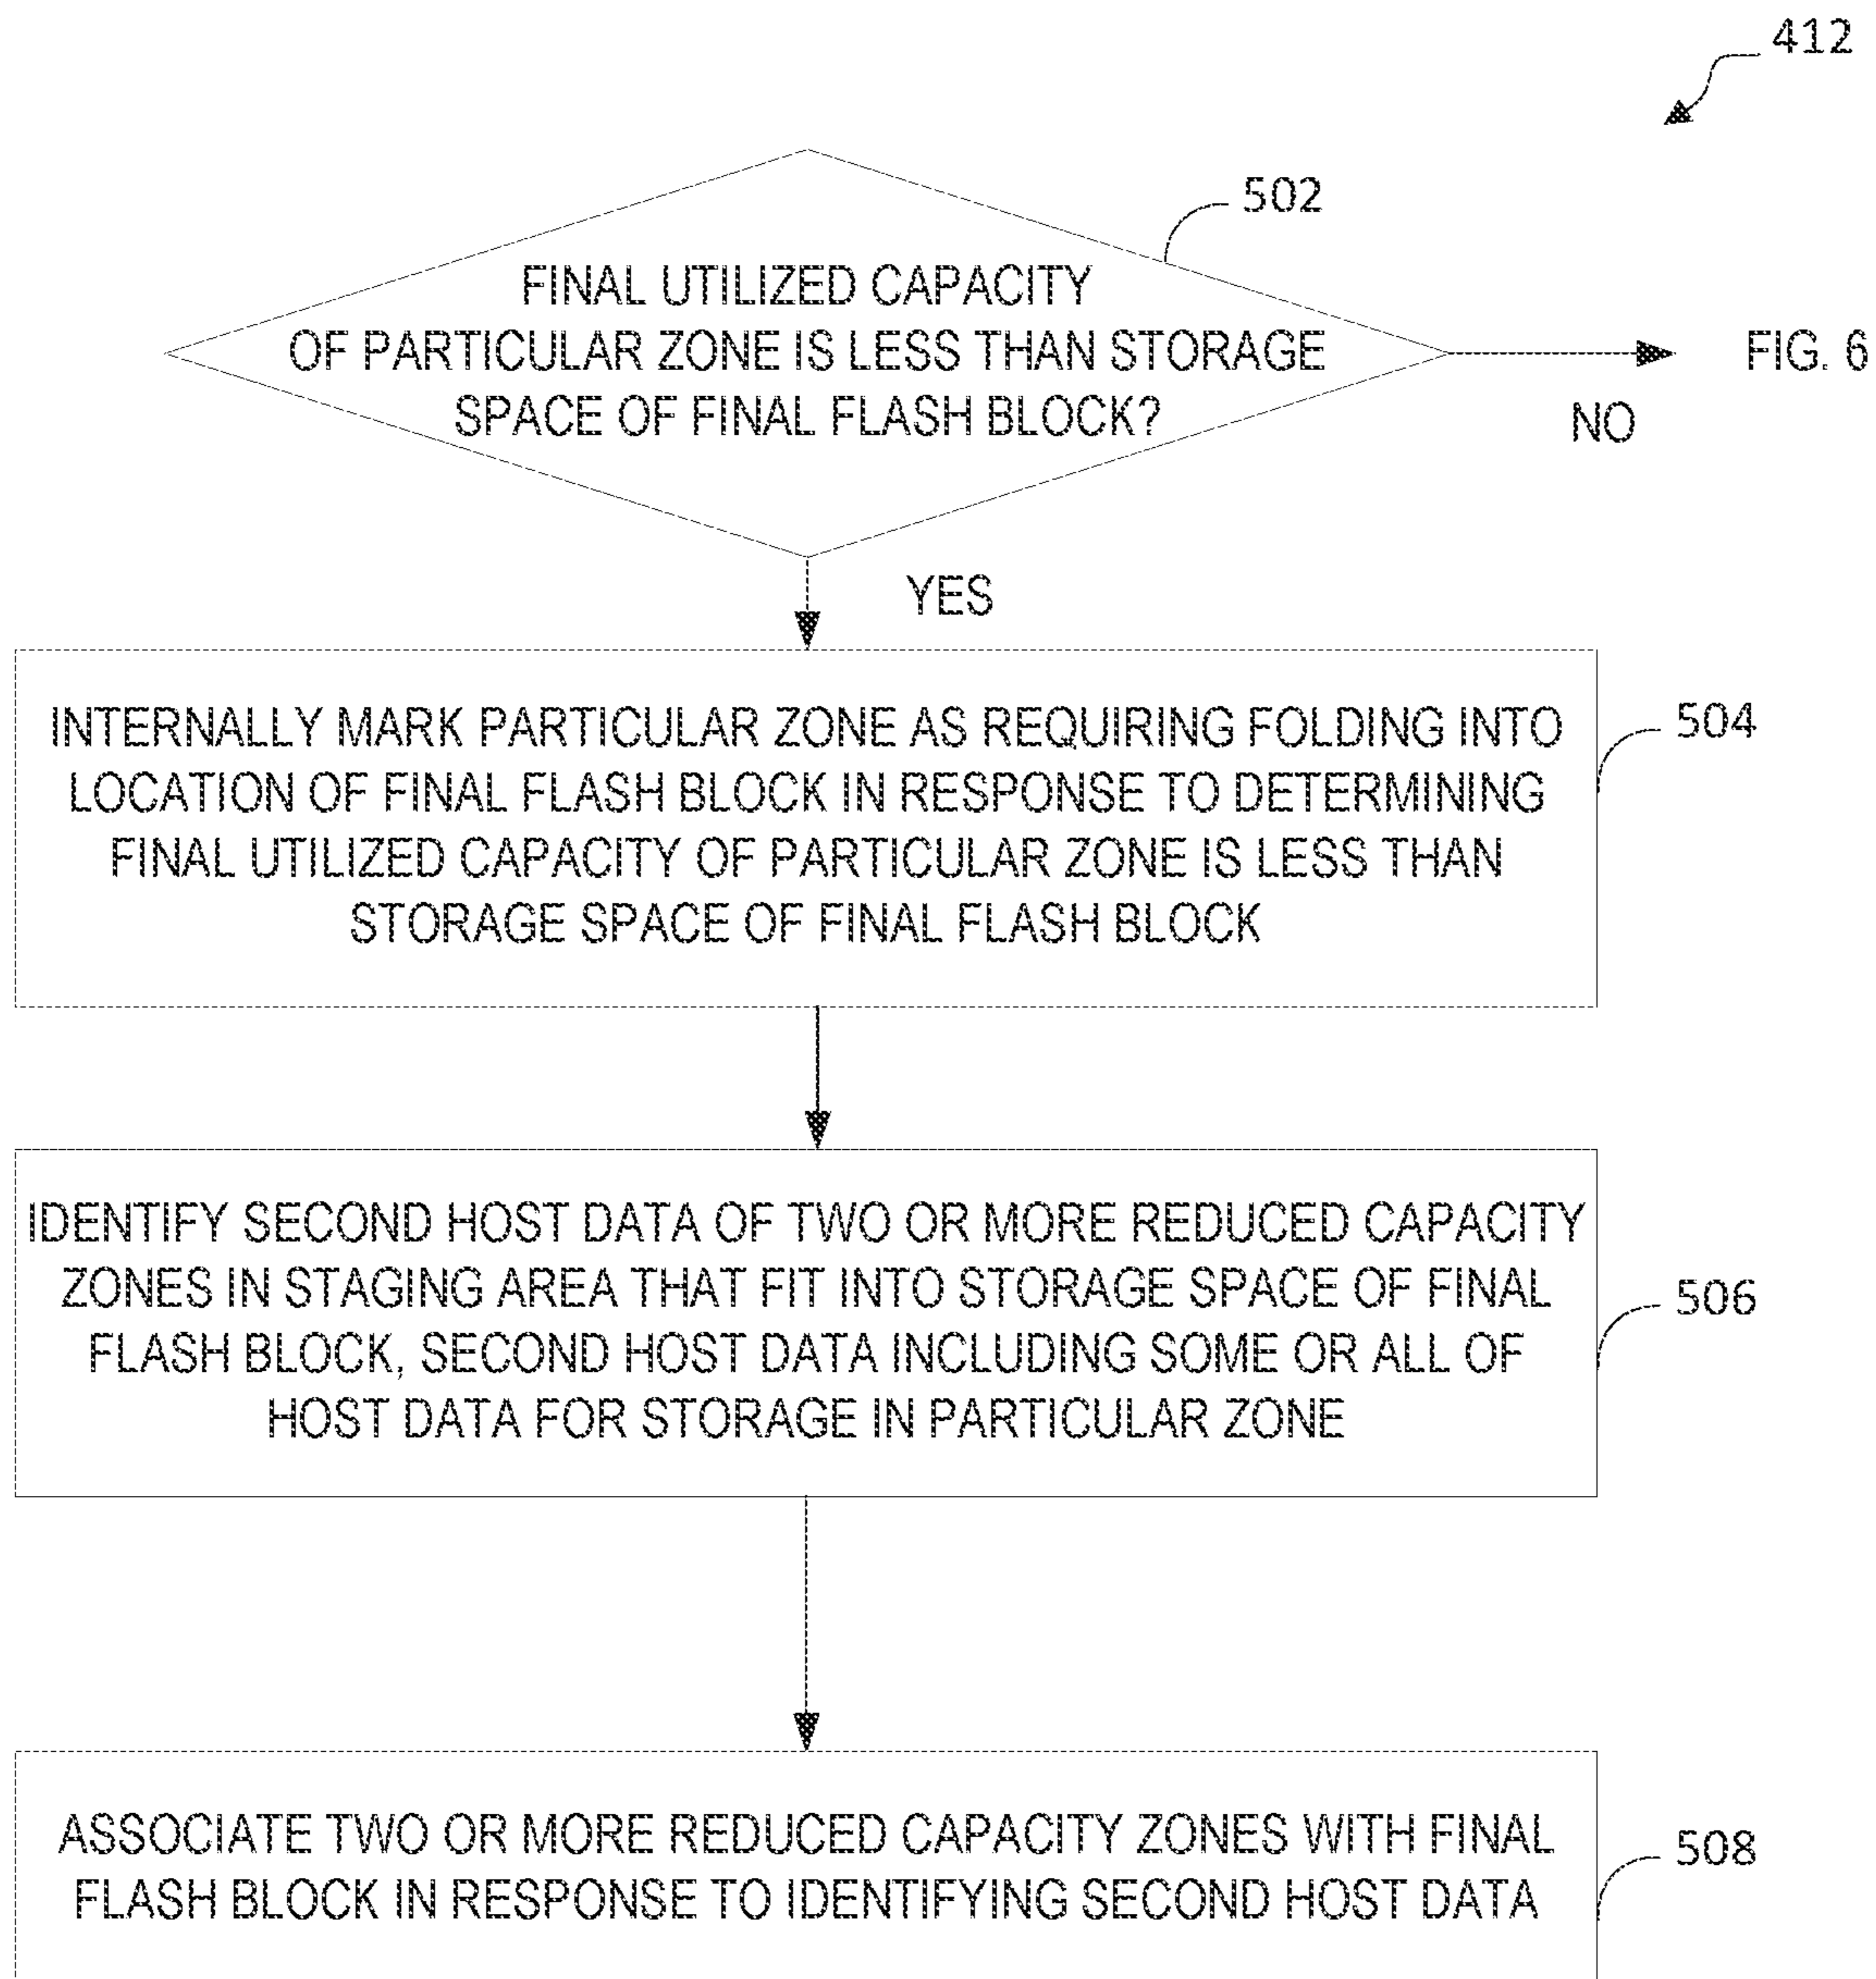 412
502
FINAL UTILIZED CAPACITY
OF PARTICULAR ZONE IS LESS THAN STORAGE
SPACE OF FINAL FLASH BLOCK?
FIG. 6
NO
YES
INTERNALLY MARK PARTICULAR ZONE AS REQUIRING FOLDING INTO
LOCATION OF FINAL FLASH BLOCK IN RESPONSE TO DETERMINING
FINAL UTILIZED CAPACITY OF PARTICULAR ZONE IS LESS THAN
STORAGE SPACE OF FINAL FLASH BLOCK
504
IDENTIFY SECOND HOST DATA OF TWO OR MORE REDUCED CAPACITY
ZONES IN STAGING AREA THAT FIT INTO STORAGE SPACE OF FINAL
FLASH BLOCK, SECOND HOST DATA INCLUDING SOME OR ALL OF
HOST DATA FOR STORAGE IN PARTICULAR ZONE
506
ASSOCIATE TWO OR MORE REDUCED CAPACITY ZONES WITH FINAL
FLASH BLOCK IN RESPONSE TO IDENTIFYING SECOND HOST DATA
508